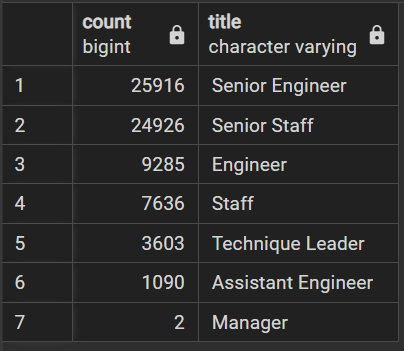 count title
bigint character varying
1 25916 Senior Engineer
2 24926 Senior Staff
3 9285 Engineer
4 7636 Staff
5 3603 Technique Leader
6 1090 Assistant Engineer
7 2 Manager